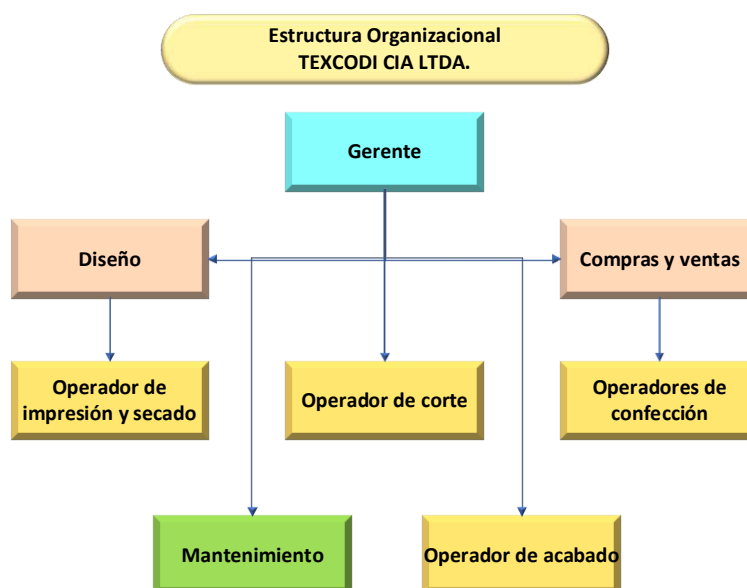 Estructura Organizacional
TEXCODI CIA LTDA.
Gerente
Diseño
Compras y ventas
Operador de
impresión y secado
Operador de corte
Operadores de
confección
Mantenimiento
Operador de acabado